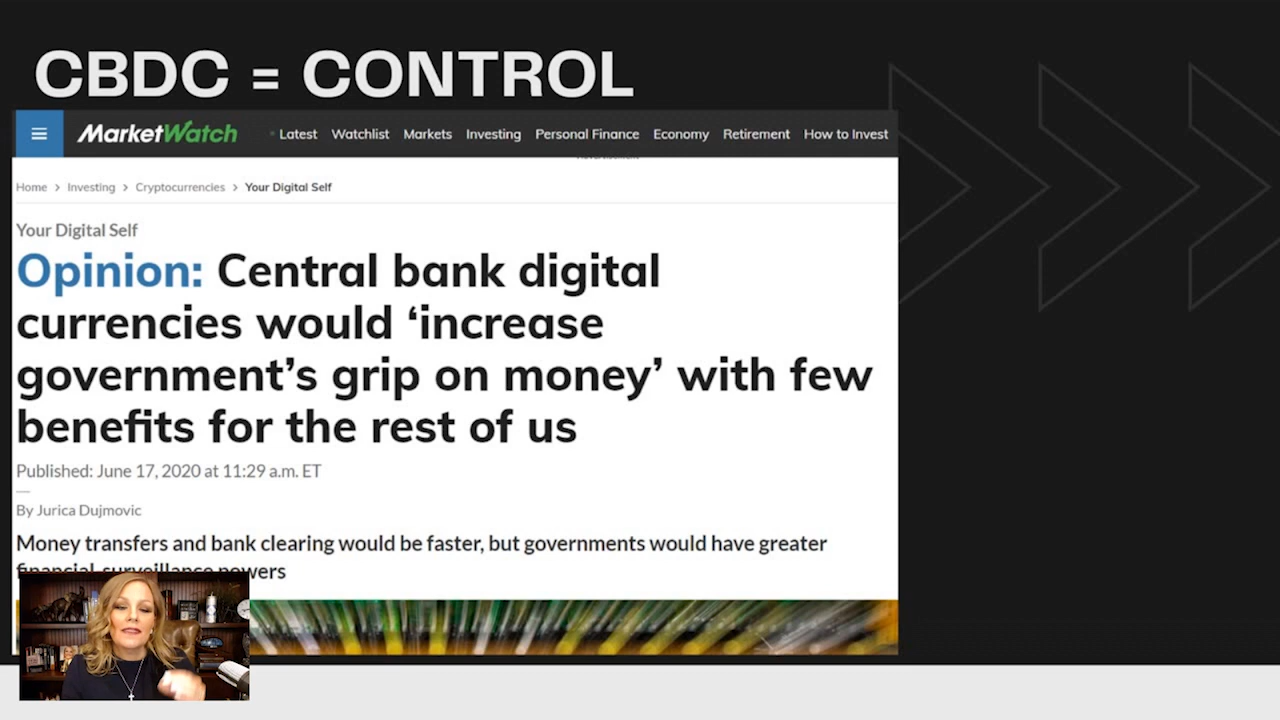 CBDC = CONTROL
MarketWatch
Latest Watchlist Markets Investing Personal Finance Economy Retirement How to Invest
Home > Investing > Cryptocurrencies > Your Digital Self
Your Digital Self
Opinion: Central bank digital
currencies would ‘increase
government’s grip on money’ with few
benefits for the rest of us
Published: June 17, 2020 at 11:29 a.m. ET
By Jurica Dujmovic
Money transfers and bank clearing would be faster, but governments would have greater
financial-surveillance powers